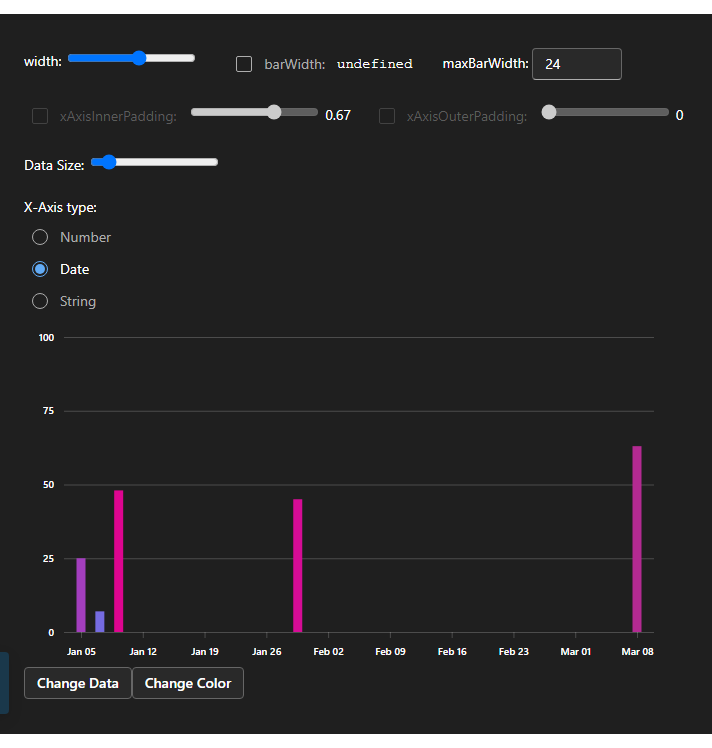 width: barWidth: undefined maxBarWidth: 24
xAxisInnerPadding: 0.67 xAxisOuterPadding: 0
Data Size:
X-Axis type:
Number
Date
String
100
75
50
25
0
Jan 05 Jan 12 Jan 19 Jan 26 Feb 02 Feb 09 Feb 16 Feb 23 Mar 01 Mar 08
Change Data Change Color